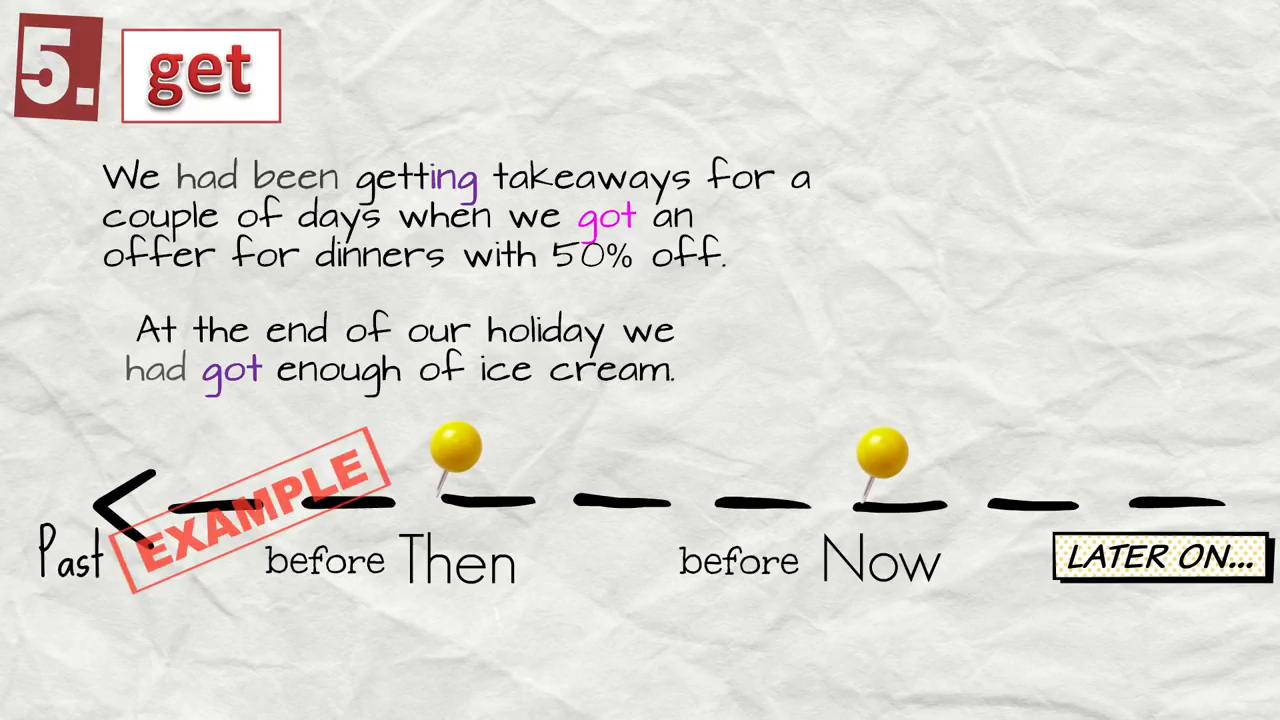 5. get
We had been getting takeaways for a
couple of days when we got an
offer for dinners with 50% off.
At the end of our holiday we
had got enough of ice cream.
EXAMPLE
Past before Then before Now LATER ON...